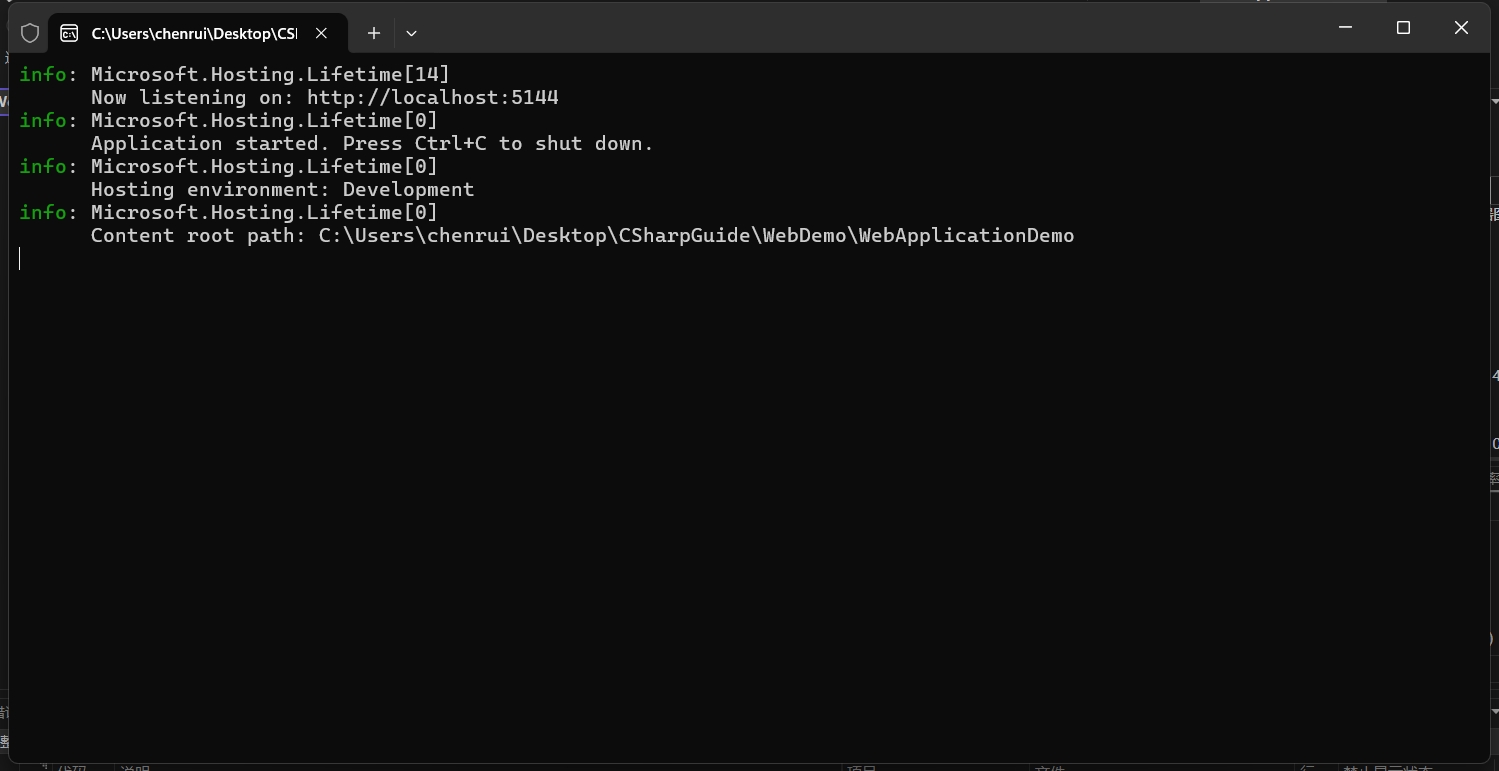 C:\Users\chenrui\Desktop\CSI
info: Microsoft.Hosting.Lifetime[14]
Now listening on: http://localhost:5144
info: Microsoft.Hosting.Lifetime[0]
Application started. Press Ctrl+C to shut down.
info: Microsoft.Hosting.Lifetime[0]
Hosting environment: Development
info: Microsoft.Hosting.Lifetime[0]
Content root path: C:\Users\chenrui\Desktop\CSharpGuide\WebDemo\WebApplicationDemo